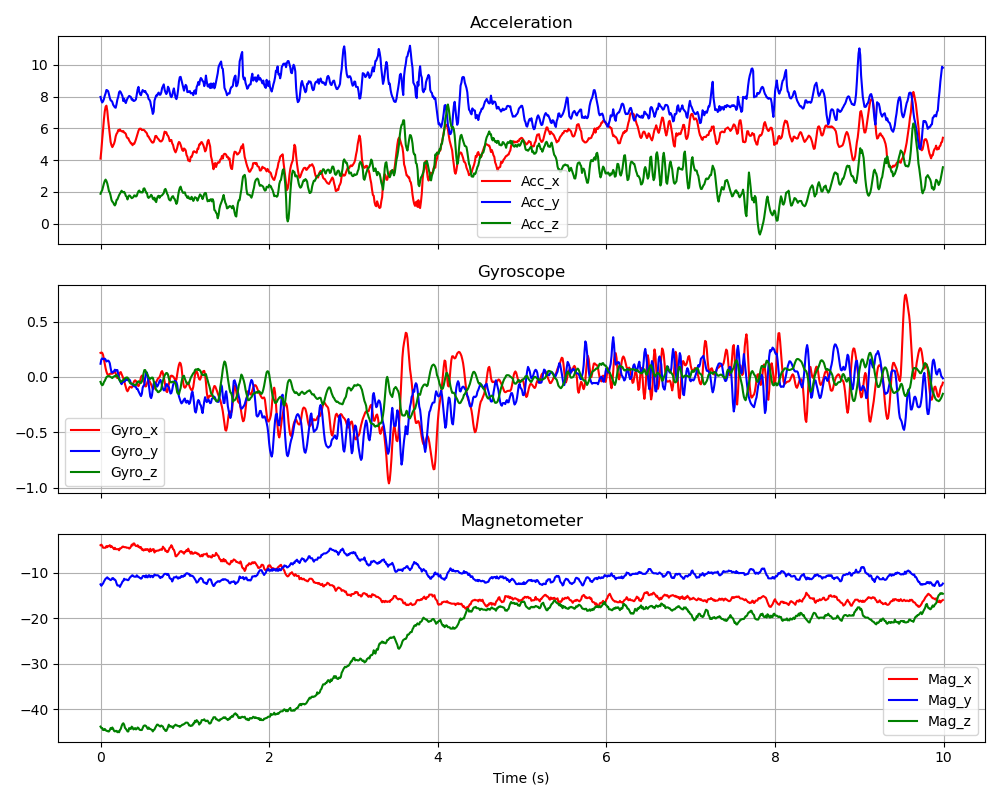 Acceleration
10
8
6
4
2
0
Acc_x
Acc_y
Acc_z
Gyroscope
0.5
0.0
−0.5
−1.0
Gyro_x
Gyro_y
Gyro_z
Magnetometer
−10
−20
−30
−40
Mag_x
Mag_y
Mag_z
0 2 4 6 8 10
Time (s)